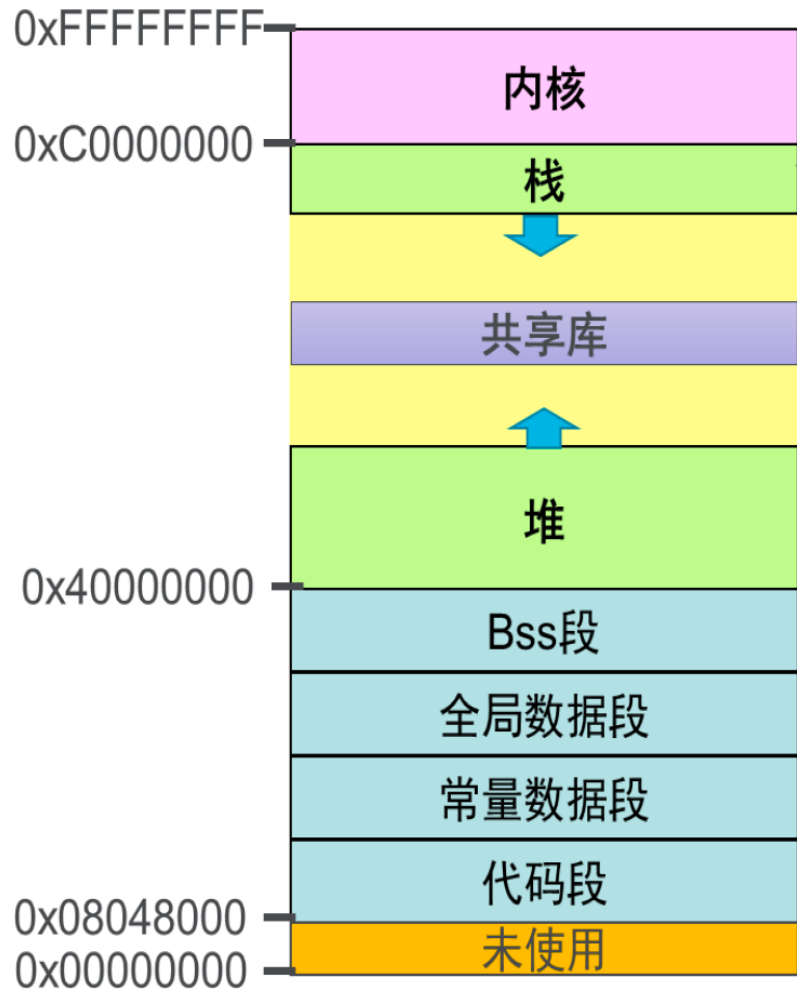 0xFFFFFFFF
内核
0xC0000000
栈
共享库
堆
0x40000000
Bss段
全局数据段
常量数据段
代码段
0x08048000
未使用
0x00000000